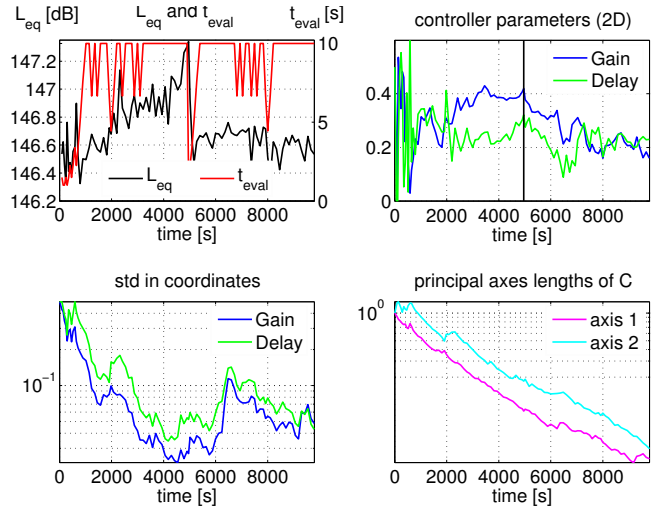 L_eq [dB] L_eq and t_eval t_eval [s]
147.2
147
146.8
146.6
146.4
146.2
10
5
0
L_eq t_eval
0 2000 4000 6000 8000
time [s]
controller parameters (2D)
0.4
0.2
0
Gain
Delay
0 2000 4000 6000 8000
time [s]
std in coordinates
10^-1
Gain
Delay
0 2000 4000 6000 8000
time [s]
principal axes lengths of C
10^0
axis 1
axis 2
0 2000 4000 6000 8000
time [s]